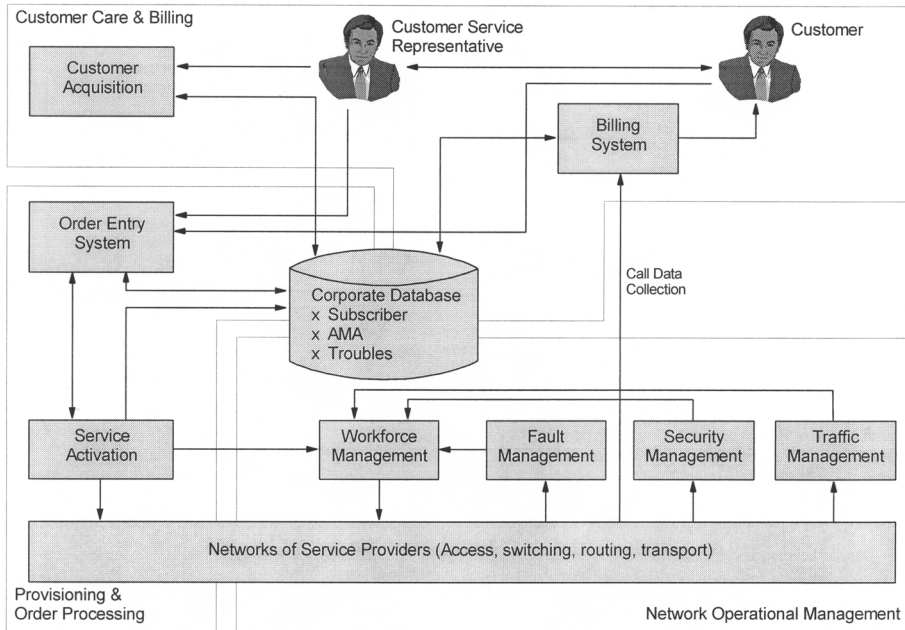 Customer Care & Billing
Customer Service
Representative
Customer
Customer
Acquisition
Billing
System
Order Entry
System
Call Data
Collection
Corporate Database
x Subscriber
x AMA
x Troubles
Service
Activation
Workforce
Management
Fault
Management
Security
Management
Traffic
Management
Networks of Service Providers (Access, switching, routing, transport)
Provisioning &
Order Processing
Network Operational Management